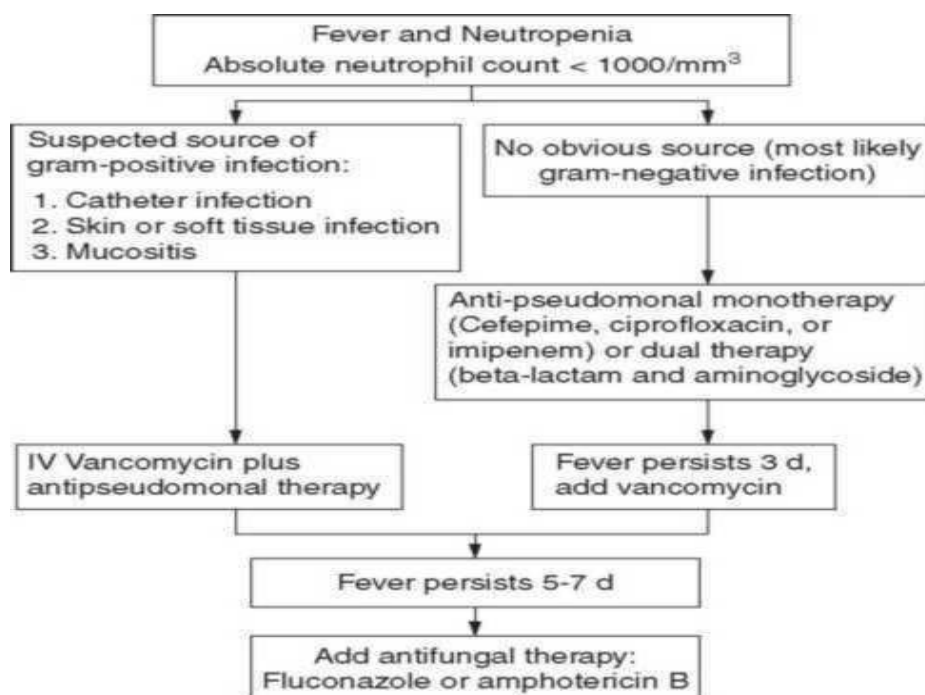 Fever and Neutropenia
Absolute neutrophil count < 1000/mm³
Suspected source of
gram-positive infection:
1. Catheter infection
2. Skin or soft tissue infection
3. Mucositis
No obvious source (most likely
gram-negative infection)
Anti-pseudomonal monotherapy
(Cefepime, ciprofloxacin, or
imipenem) or dual therapy
(beta-lactam and aminoglycoside)
IV Vancomycin plus
antipseudomonal therapy
Fever persists 3 d,
add vancomycin
Fever persists 5-7 d
Add antifungal therapy:
Fluconazole or amphotericin B